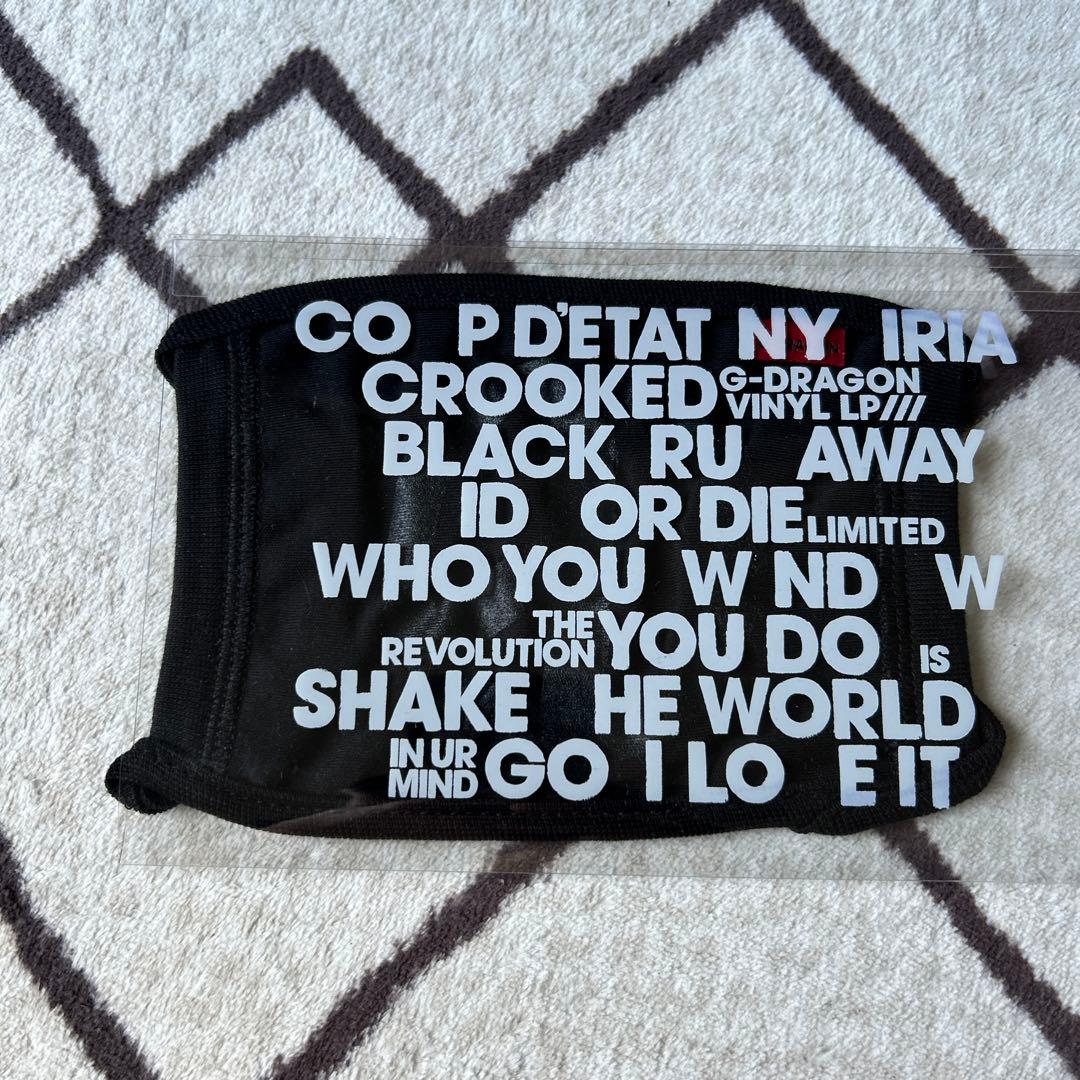 CO P D'ETAT NY IRIA
CROOKED G-DRAGON
VINYL LP///
BLACK RU AWAY
ID OR DIE LIMITED
WHO YOU W ND W
THE
REVOLUTION YOU DO IS
SHAKE HE WORLD
IN UR
MIND GO I LO E IT